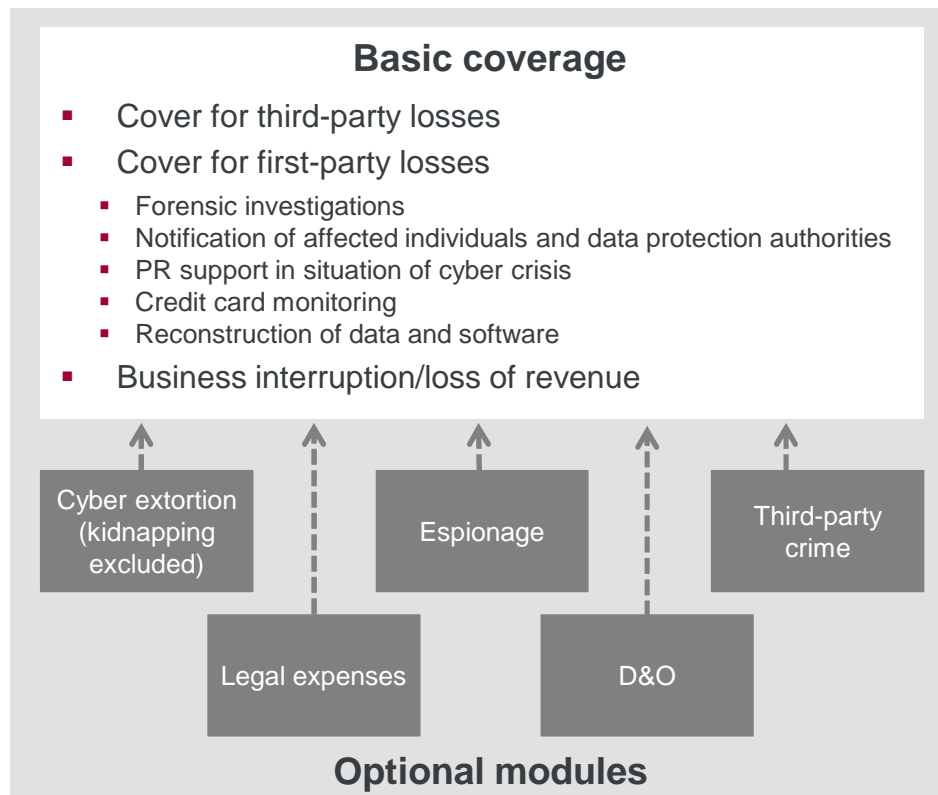 Basic coverage
▪ Cover for third-party losses
▪ Cover for first-party losses
▪ Forensic investigations
▪ Notification of affected individuals and data protection authorities
▪ PR support in situation of cyber crisis
▪ Credit card monitoring
▪ Reconstruction of data and software
▪ Business interruption/loss of revenue
Cyber extortion
(kidnapping
excluded)
Espionage
Third-party
crime
Legal expenses
D&O
Optional modules